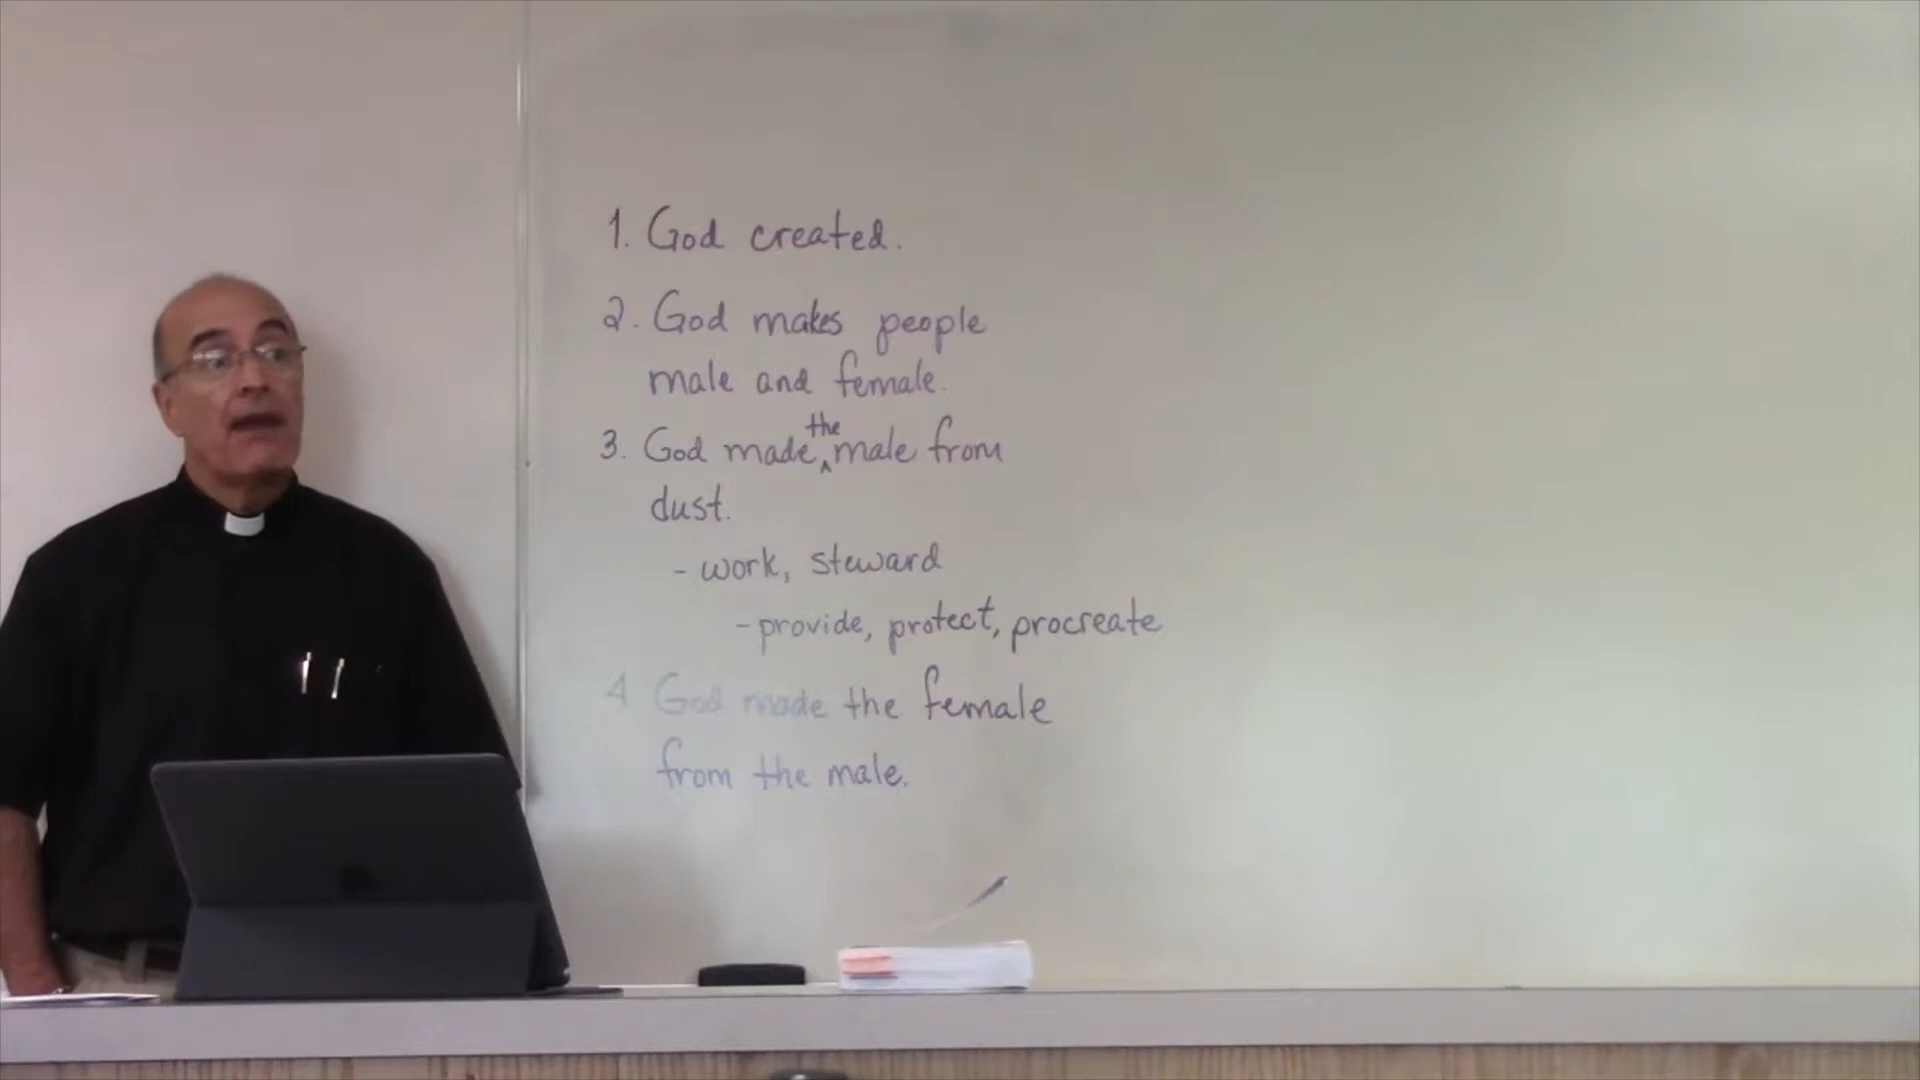 1. God created.
2. God makes people
male and female.
3. God made the male from
dust.
- work, steward
- provide, protect, procreate
4 God made the female
from the male.